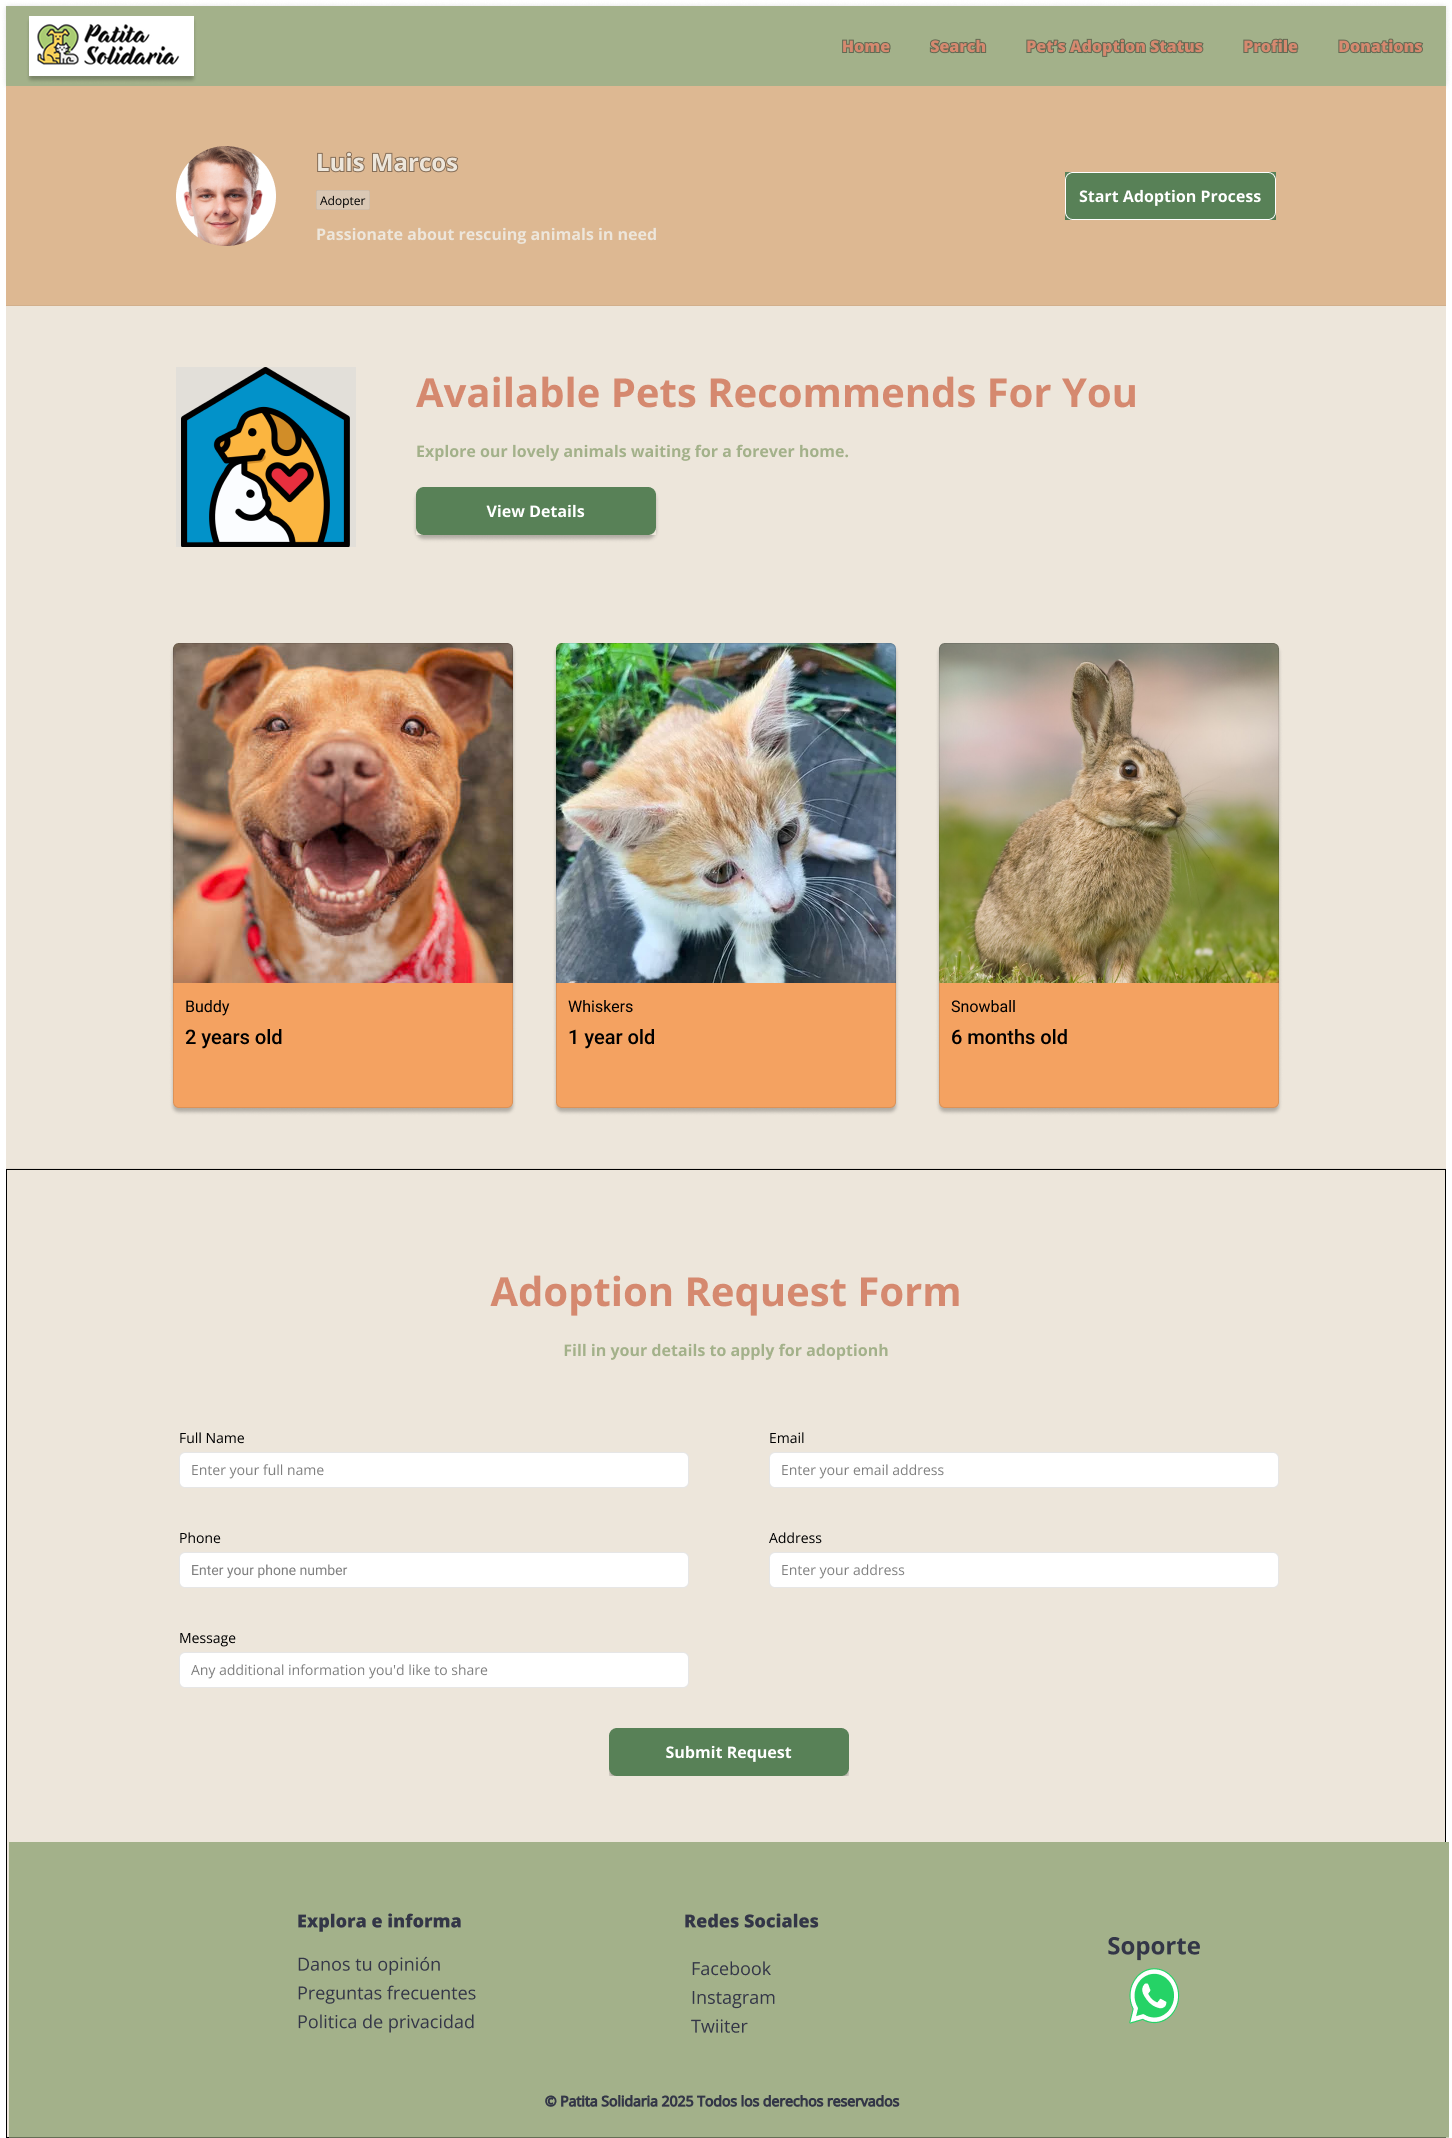 Patita
Solidaria
Home Search Pet's Adoption Status Profile Donations
Luis Marcos
Adopter
Passionate about rescuing animals in need
Start Adoption Process
Available Pets Recommends For You
Explore our lovely animals waiting for a forever home.
View Details
Buddy
2 years old
Whiskers
1 year old
Snowball
6 months old
Adoption Request Form
Fill in your details to apply for adoptionh
Full Name
Enter your full name
Email
Enter your email address
Phone
Enter your phone number
Address
Enter your address
Message
Any additional information you'd like to share
Submit Request
Explora e informa
Danos tu opinión
Preguntas frecuentes
Politica de privacidad
Redes Sociales
Facebook
Instagram
Twiiter
Soporte
© Patita Solidaria 2025 Todos los derechos reservados